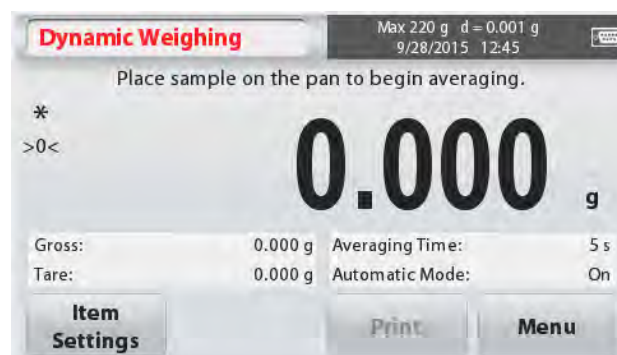 Dynamic Weighing
Max 220 g d = 0.001 g
9/28/2015 12:45
Place sample on the pan to begin averaging.
*
>0<
0.000 g
Gross: 0.000 g Averaging Time: 5 s
Tare: 0.000 g Automatic Mode: On
Item
Settings
Print
Menu